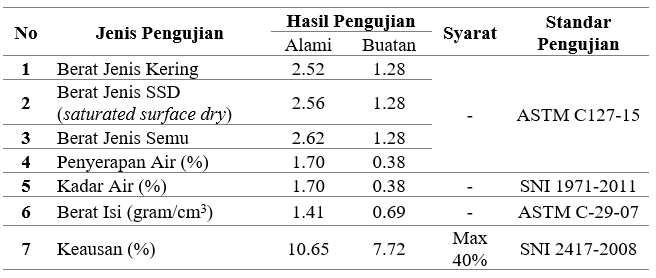 No Jenis Pengujian Hasil Pengujian Syarat Standar Pengujian
Alami Buatan
1 Berat Jenis Kering 2.52 1.28
2 Berat Jenis SSD (saturated surface dry) 2.56 1.28 - ASTM C127-15
3 Berat Jenis Semu 2.62 1.28
4 Penyerapan Air (%) 1.70 0.38
5 Kadar Air (%) 1.70 0.38 - SNI 1971-2011
6 Berat Isi (gram/cm³) 1.41 0.69 - ASTM C-29-07
7 Keausan (%) 10.65 7.72 Max 40% SNI 2417-2008